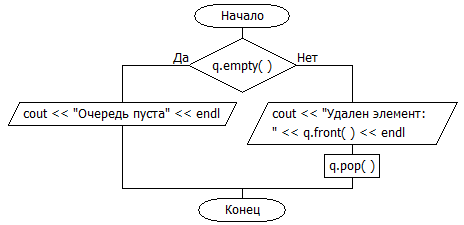 Начало
Да
Нет
q.empty( )
cout << "Очередь пуста" << endl
cout << "Удален элемент:
" << q.front( ) << endl
q.pop( )
Конец